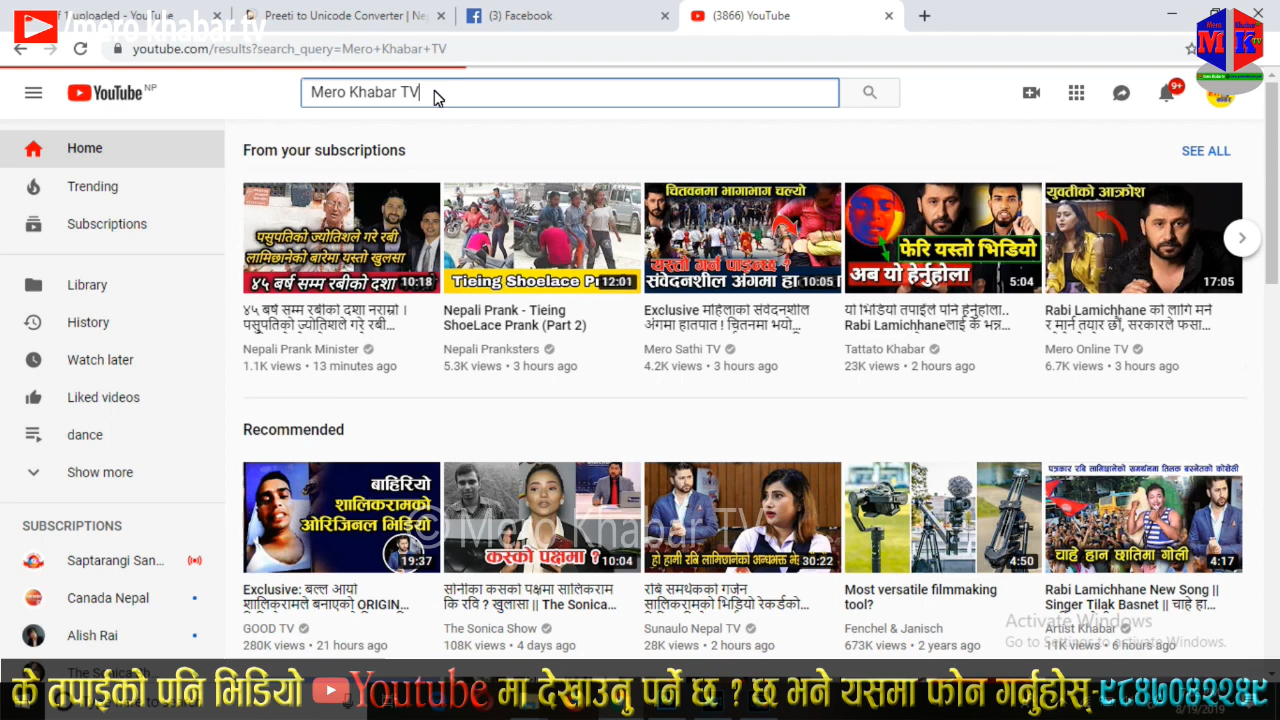 /mero khabar tv
1 uploaded - YouTube
Preeti to Unicode Converter | Ne
(3) Facebook
(3866) YouTube
youtube.com/results?search_query=Mero+Khabar+TV
Mero Khabar TV
M K
YouTube NP
Mero Khabar TV
9+
Home
Trending
Subscriptions
Library
History
Watch later
Liked videos
dance
Show more
SUBSCRIPTIONS
Saptarangi San...
Canada Nepal
Alish Rai
The Sonica Sh
From your subscriptions
SEE ALL
पसुपतिको ज्योतिशले गरे रबी
लामिछानेको बारेमा यस्तो खुलसा
४५ बर्ष सम्म रबीको दशा
10:18
४५ बर्ष सम्म रबीको दशा नराम्रो ।
पसुपतिको ज्योतिशले गरे रबी...
Nepali Prank Minister
1.1K views • 13 minutes ago
Tieing Shoelace P
12:01
Nepali Prank - Tieing
ShoeLace Prank (Part 2)
Nepali Pranksters
5.3K views • 3 hours ago
चितवनमा भागाभाग चल्यो
यस्तो गर्न पाइन्छ ?
संवेदनशील अंगमा हा
10:05
Exclusive महिलाको संवेदनशील
अंगमा हातपात ! चितनमा भयो...
Mero Sathi TV
4.2K views • 3 hours ago
फेरि यस्तो भिडियो
अब यो हेर्नुहोला
5:04
यो भिडियो तपाईले पनि हेर्नुहोला..
Rabi Lamichhaneलाई के भन्न...
Tattato Khabar
23K views • 2 hours ago
युवतीको आक्रोश
17:05
Rabi Lamichhane को लागि मर्न
र मार्न तयार छौं, सरकारले फसा...
Mero Online TV
6.7K views • 3 hours ago
Recommended
बाहिरियो
शालिकरामको
ओरिजिनल भिडियो
19:37
Exclusive: बल्ल आयो
शालिकरामले बनाएको ORIGIN...
GOOD TV
280K views • 21 hours ago
कस्को पक्षमा ?
10:04
सोनीका कसको पक्षमा सालिकराम
कि रवि ? खुलासा || The Sonica...
The Sonica Show
108K views • 4 days ago
हो हामी रबि लामिछानेको अन्धभक्त
30:22
रबि समर्थकको गर्जन
सालिकरामको भिडियो रेकर्डको...
Sunaulo Nepal TV
28K views • 2 hours ago
4:50
Most versatile filmmaking
tool?
Fenchel & Janisch
673K views • 2 years ago
पत्रकार रबि लामिछानेको समर्थनमा तिलक बस्नेतको कोसेली
चाहे हान छातिमा गोली
4:17
Rabi Lamichhane New Song ||
Singer Tilak Basnet || चाहे हा...
Artist Khabar
11K views • 6 hours ago
© Mero Khabar TV
Activate Windows
Go to Settings to activate Windows.
के तपाईको पनि भिडियो Youtube मा देखाउनु पर्ने छ ? छ भने यसमा फोन गर्नुहोस्-९८४७०४२२४९
8/19/2019